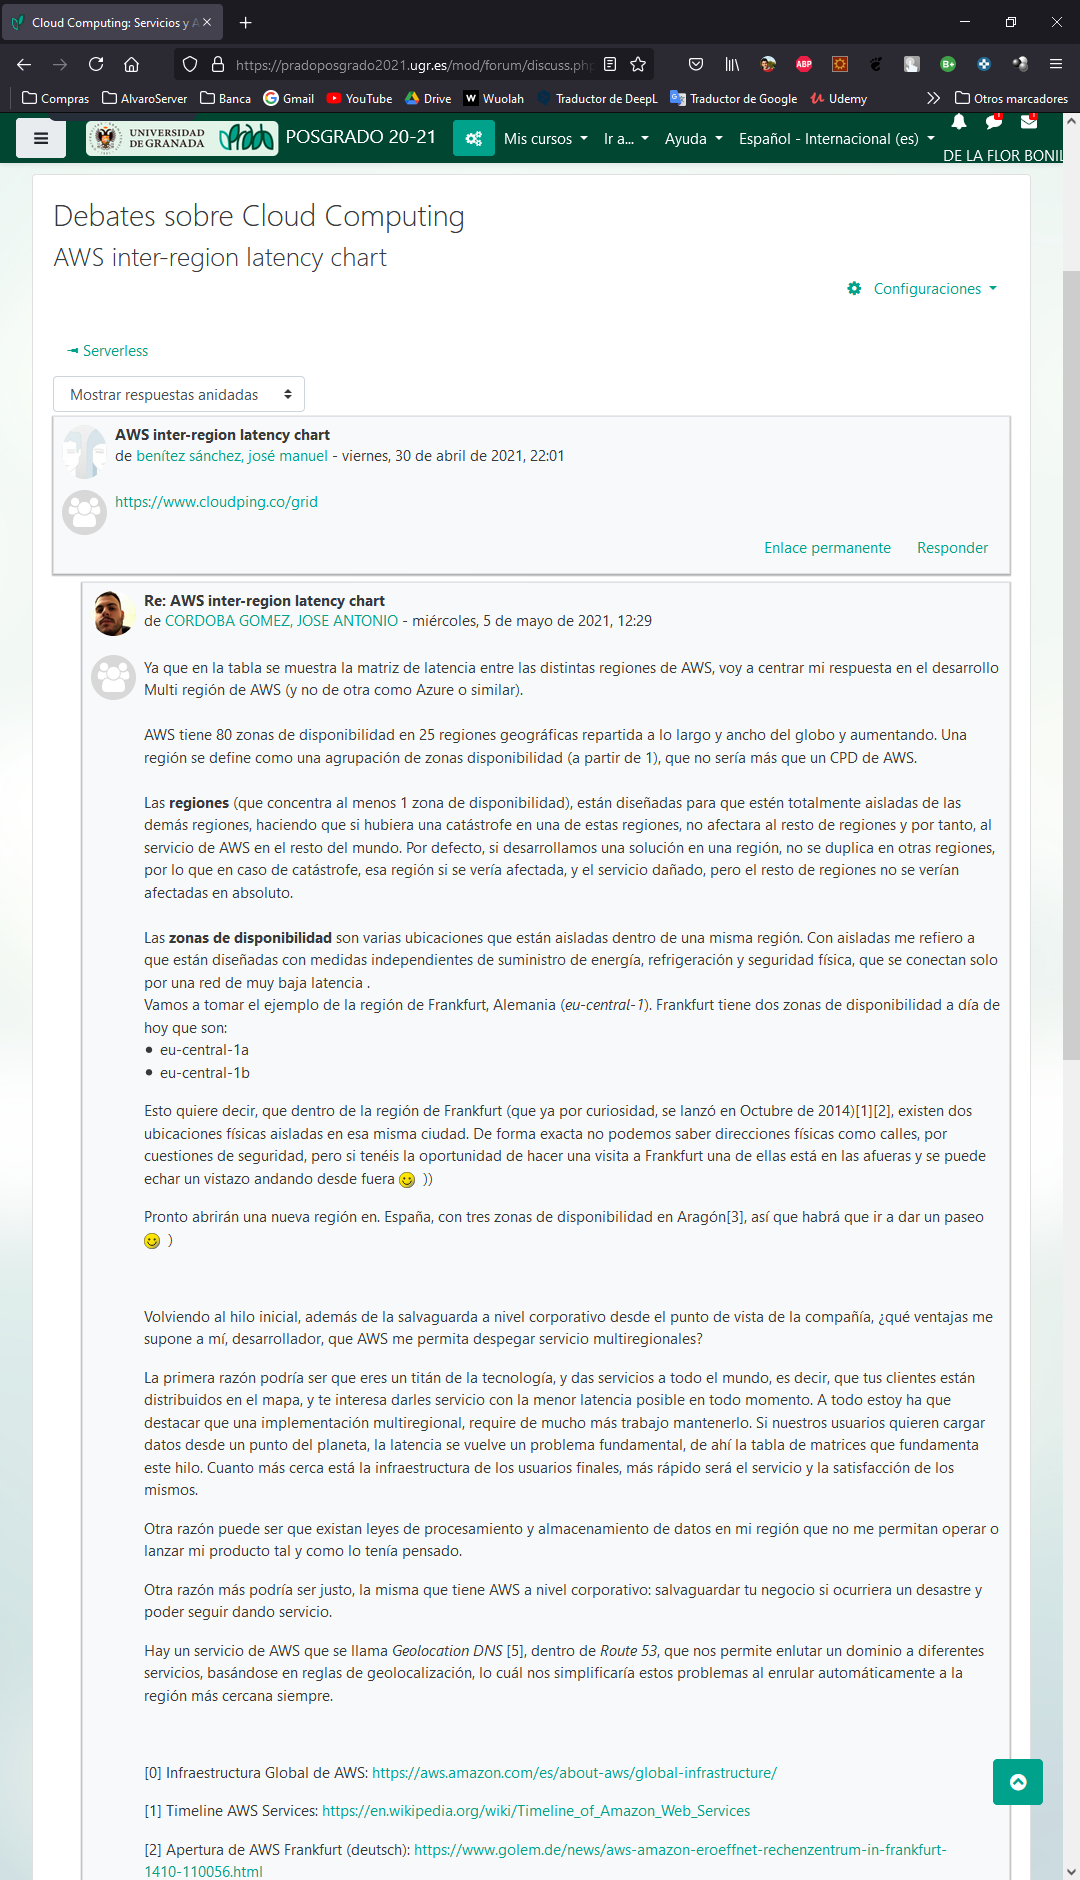 Cloud Computing: Servicios y A
https://pradoposgrado2021.ugr.es/mod/forum/discuss.php
ABP
B+
Compras
AlvaroServer
Banca
Gmail
YouTube
Drive
Wuolah
Traductor de DeepL
Traductor de Google
Udemy
Otros marcadores
UNIVERSIDAD
DE GRANADA
POSGRADO 20-21
Mis cursos
Ir a...
Ayuda
Español - Internacional (es)
DE LA FLOR BONIL
Debates sobre Cloud Computing
AWS inter-region latency chart
Configuraciones
Serverless
Mostrar respuestas anidadas
AWS inter-region latency chart
de benítez sánchez, josé manuel - viernes, 30 de abril de 2021, 22:01
https://www.cloudping.co/grid
Enlace permanente Responder
Re: AWS inter-region latency chart
de CORDOBA GOMEZ, JOSE ANTONIO - miércoles, 5 de mayo de 2021, 12:29
Ya que en la tabla se muestra la matriz de latencia entre las distintas regiones de AWS, voy a centrar mi respuesta en el desarrollo
Multi región de AWS (y no de otra como Azure o similar).
AWS tiene 80 zonas de disponibilidad en 25 regiones geográficas repartida a lo largo y ancho del globo y aumentando. Una
región se define como una agrupación de zonas disponibilidad (a partir de 1), que no sería más que un CPD de AWS.
Las regiones (que concentra al menos 1 zona de disponibilidad), están diseñadas para que estén totalmente aisladas de las
demás regiones, haciendo que si hubiera una catástrofe en una de estas regiones, no afectara al resto de regiones y por tanto, al
servicio de AWS en el resto del mundo. Por defecto, si desarrollamos una solución en una región, no se duplica en otras regiones,
por lo que en caso de catástrofe, esa región si se vería afectada, y el servicio dañado, pero el resto de regiones no se verían
afectadas en absoluto.
Las zonas de disponibilidad son varias ubicaciones que están aisladas dentro de una misma región. Con aisladas me refiero a
que están diseñadas con medidas independientes de suministro de energía, refrigeración y seguridad física, que se conectan solo
por una red de muy baja latencia .
Vamos a tomar el ejemplo de la región de Frankfurt, Alemania (eu-central-1). Frankfurt tiene dos zonas de disponibilidad a día de
hoy que son:
• eu-central-1a
• eu-central-1b
Esto quiere decir, que dentro de la región de Frankfurt (que ya por curiosidad, se lanzó en Octubre de 2014)[1][2], existen dos
ubicaciones físicas aisladas en esa misma ciudad. De forma exacta no podemos saber direcciones físicas como calles, por
cuestiones de seguridad, pero si tenéis la oportunidad de hacer una visita a Frankfurt una de ellas está en las afueras y se puede
echar un vistazo andando desde fuera 🙂 ))
Pronto abrirán una nueva región en. España, con tres zonas de disponibilidad en Aragón[3], así que habrá que ir a dar un paseo
🙂 )
Volviendo al hilo inicial, además de la salvaguarda a nivel corporativo desde el punto de vista de la compañía, ¿qué ventajas me
supone a mí, desarrollador, que AWS me permita despegar servicio multiregionales?
La primera razón podría ser que eres un titán de la tecnología, y das servicios a todo el mundo, es decir, que tus clientes están
distribuidos en el mapa, y te interesa darles servicio con la menor latencia posible en todo momento. A todo estoy ha que
destacar que una implementación multiregional, require de mucho más trabajo mantenerlo. Si nuestros usuarios quieren cargar
datos desde un punto del planeta, la latencia se vuelve un problema fundamental, de ahí la tabla de matrices que fundamenta
este hilo. Cuanto más cerca está la infraestructura de los usuarios finales, más rápido será el servicio y la satisfacción de los
mismos.
Otra razón puede ser que existan leyes de procesamiento y almacenamiento de datos en mi región que no me permitan operar o
lanzar mi producto tal y como lo tenía pensado.
Otra razón más podría ser justo, la misma que tiene AWS a nivel corporativo: salvaguardar tu negocio si ocurriera un desastre y
poder seguir dando servicio.
Hay un servicio de AWS que se llama Geolocation DNS [5], dentro de Route 53, que nos permite enlutar un dominio a diferentes
servicios, basándose en reglas de geolocalización, lo cuál nos simplificaría estos problemas al enrular automáticamente a la
región más cercana siempre.
[0] Infraestructura Global de AWS: https://aws.amazon.com/es/about-aws/global-infrastructure/
[1] Timeline AWS Services: https://en.wikipedia.org/wiki/Timeline_of_Amazon_Web_Services
[2] Apertura de AWS Frankfurt (deutsch): https://www.golem.de/news/aws-amazon-eroeffnet-rechenzentrum-in-frankfurt-
1410-110056.html